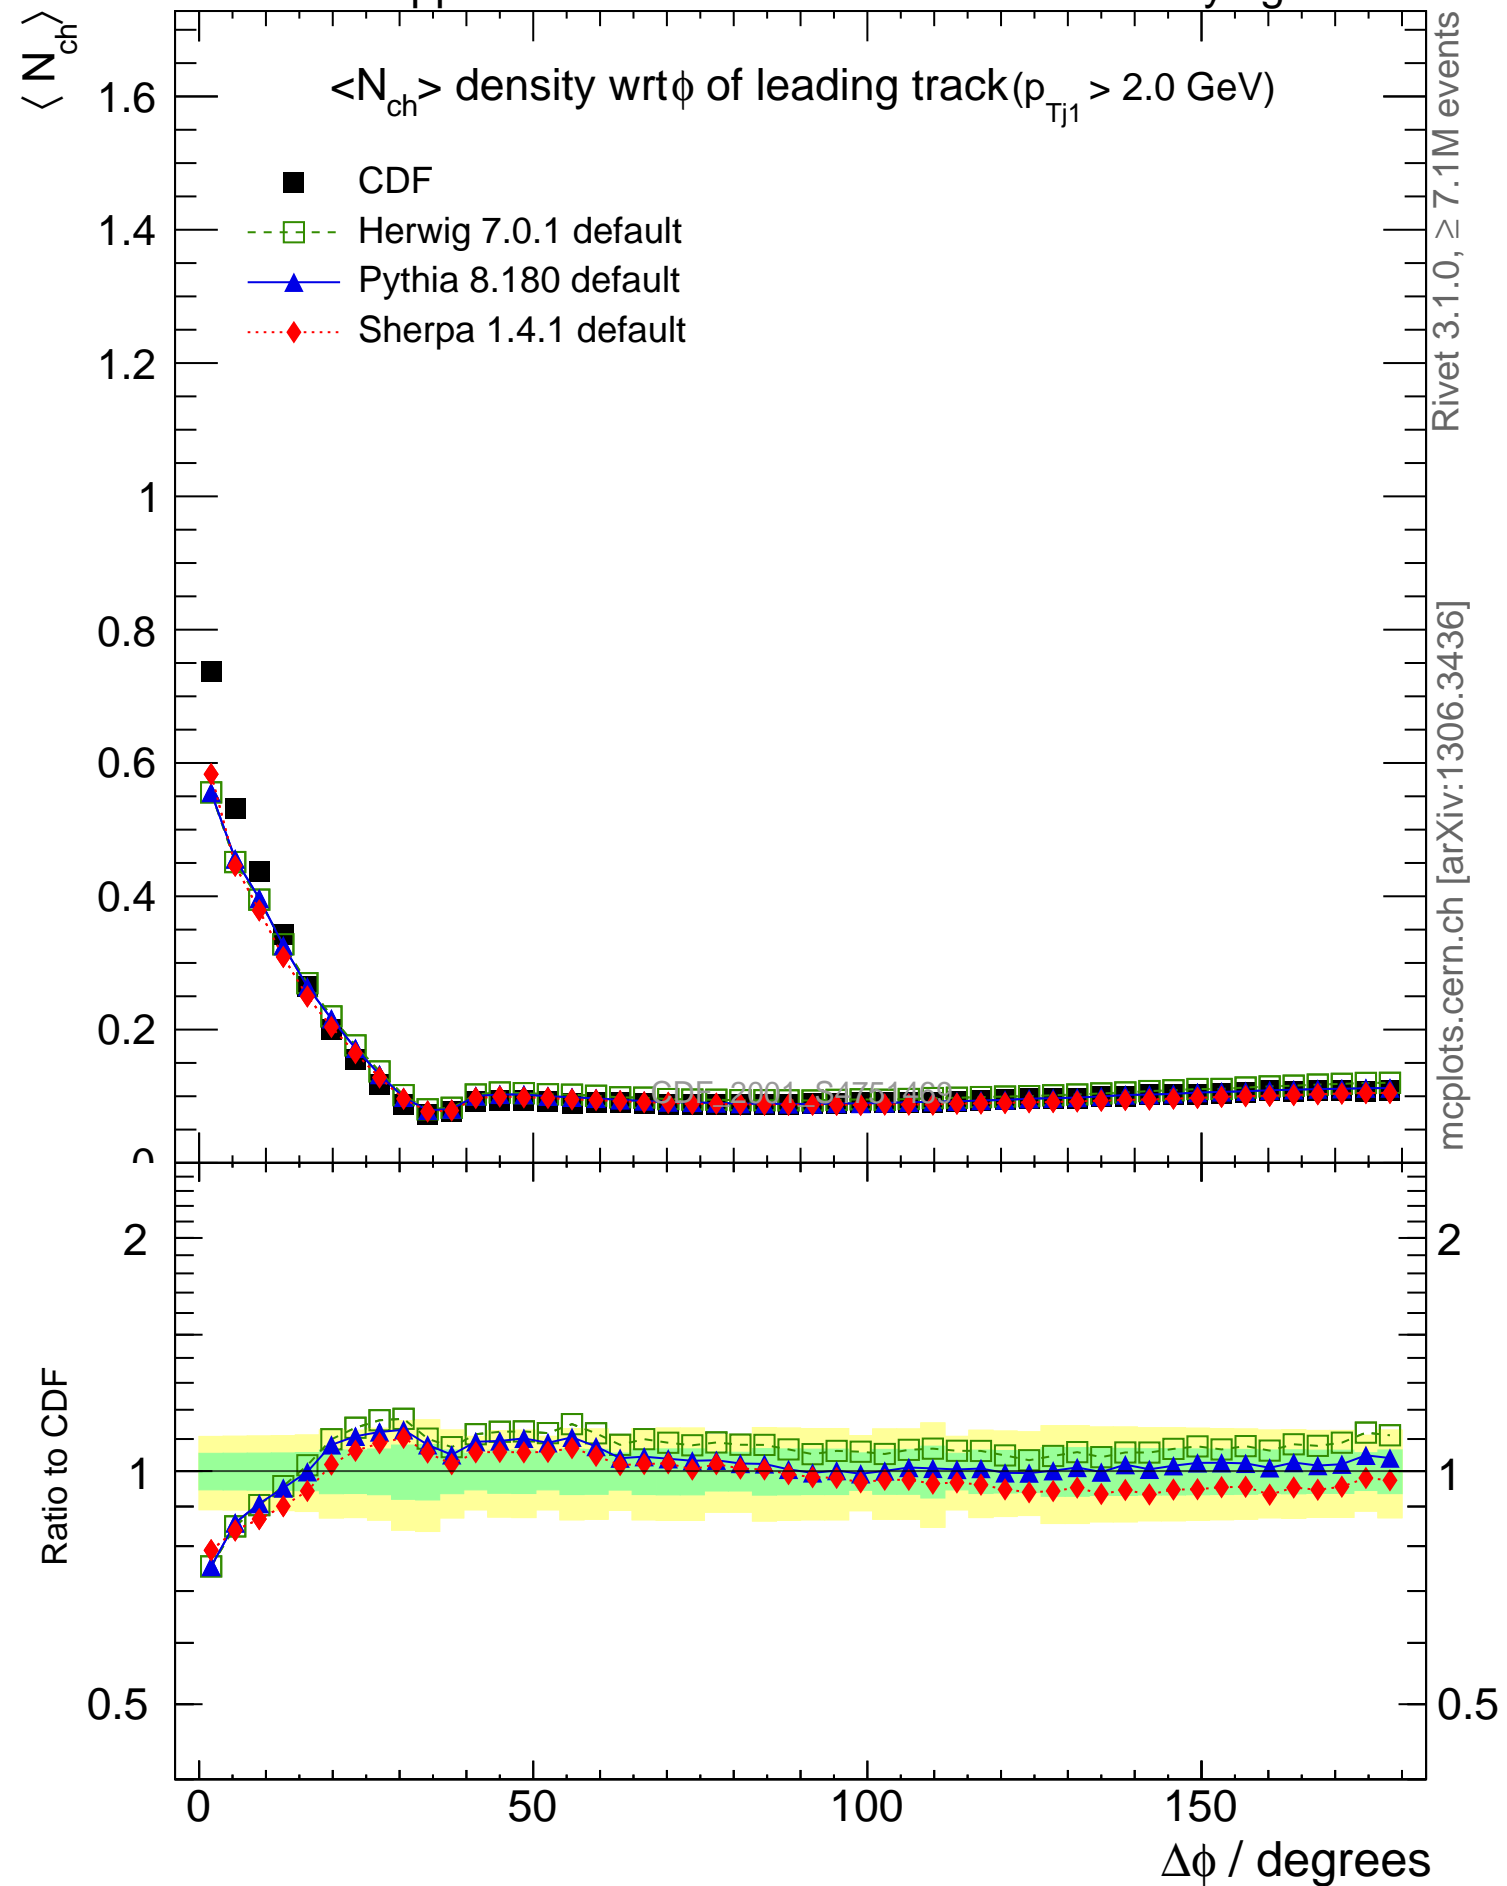 ⟨ N_ch ⟩
<N_ch> density wrt ϕ of leading track (p_Tj1 > 2.0 GeV)
CDF
Herwig 7.0.1 default
Pythia 8.180 default
Sherpa 1.4.1 default
1.6
1.4
1.2
1
0.8
0.6
0.4
0.2
0
CDF_2001_S4751469
Rivet 3.1.0, ≥ 7.1M events
mcplots.cern.ch [arXiv:1306.3436]
Ratio to CDF
2
1
0.5
2
1
0.5
0 50 100 150
Δϕ / degrees